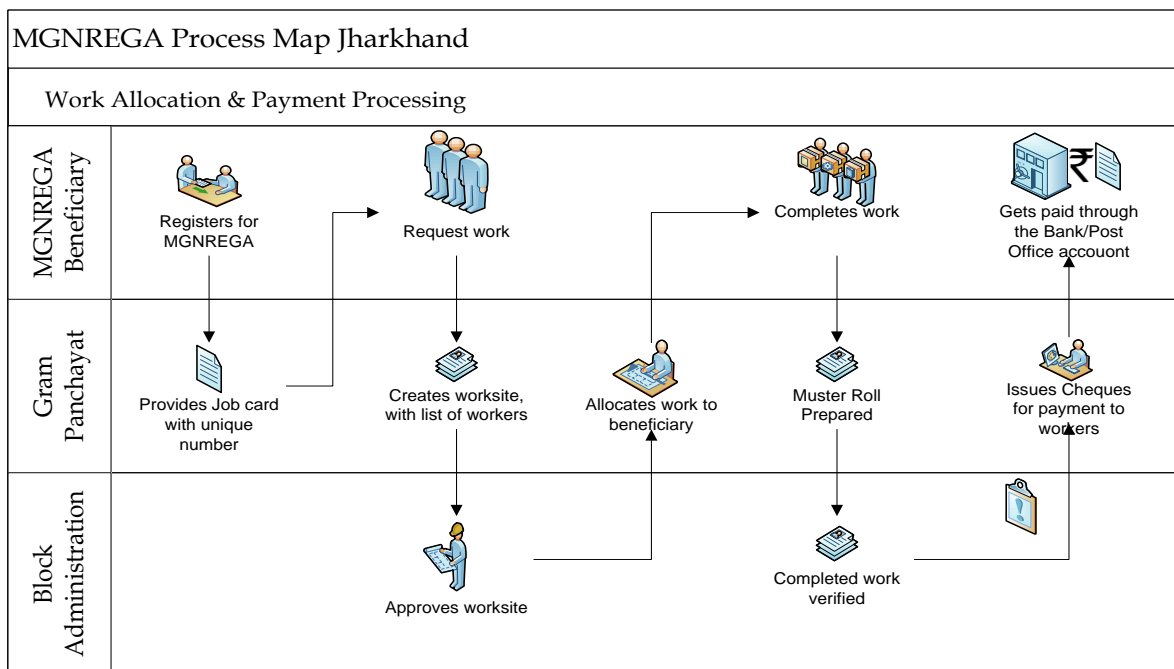 MGNREGA Process Map Jharkhand
Work Allocation & Payment Processing
MGNREGA
Beneficiary
Registers for
MGNREGA
Request work
Completes work
₹
Gets paid through
the Bank/Post
Office accouont
Gram
Panchayat
Provides Job card
with unique
number
Creates worksite,
with list of workers
Allocates work to
beneficiary
Muster Roll
Prepared
Issues Cheques
for payment to
workers
Block
Administration
Approves worksite
Completed work
verified